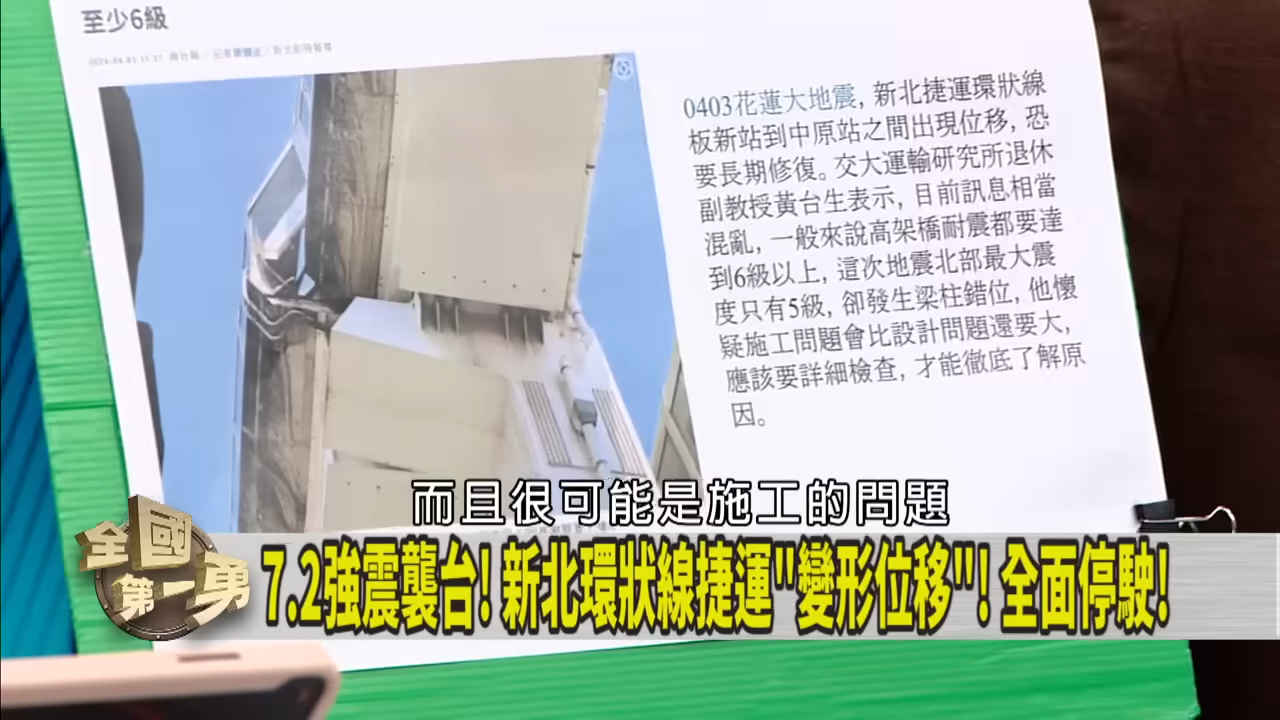 至少6級
0403花蓮大地震, 新北捷運環狀線
板新站到中原站之間出現位移, 恐
要長期修復。交大運輸研究所退休
副教授黃台生表示, 目前訊息相當
混亂, 一般來說高架橋耐震都要達
到6級以上, 這次地震北部最大震
度只有5級, 卻發生梁柱錯位, 他懷
疑施工問題會比設計問題還要大,
應該要詳細檢查, 才能徹底了解原
因。
而且很可能是施工的問題
全國第一勇
7.2強震襲台! 新北環狀線捷運"變形位移"! 全面停駛!